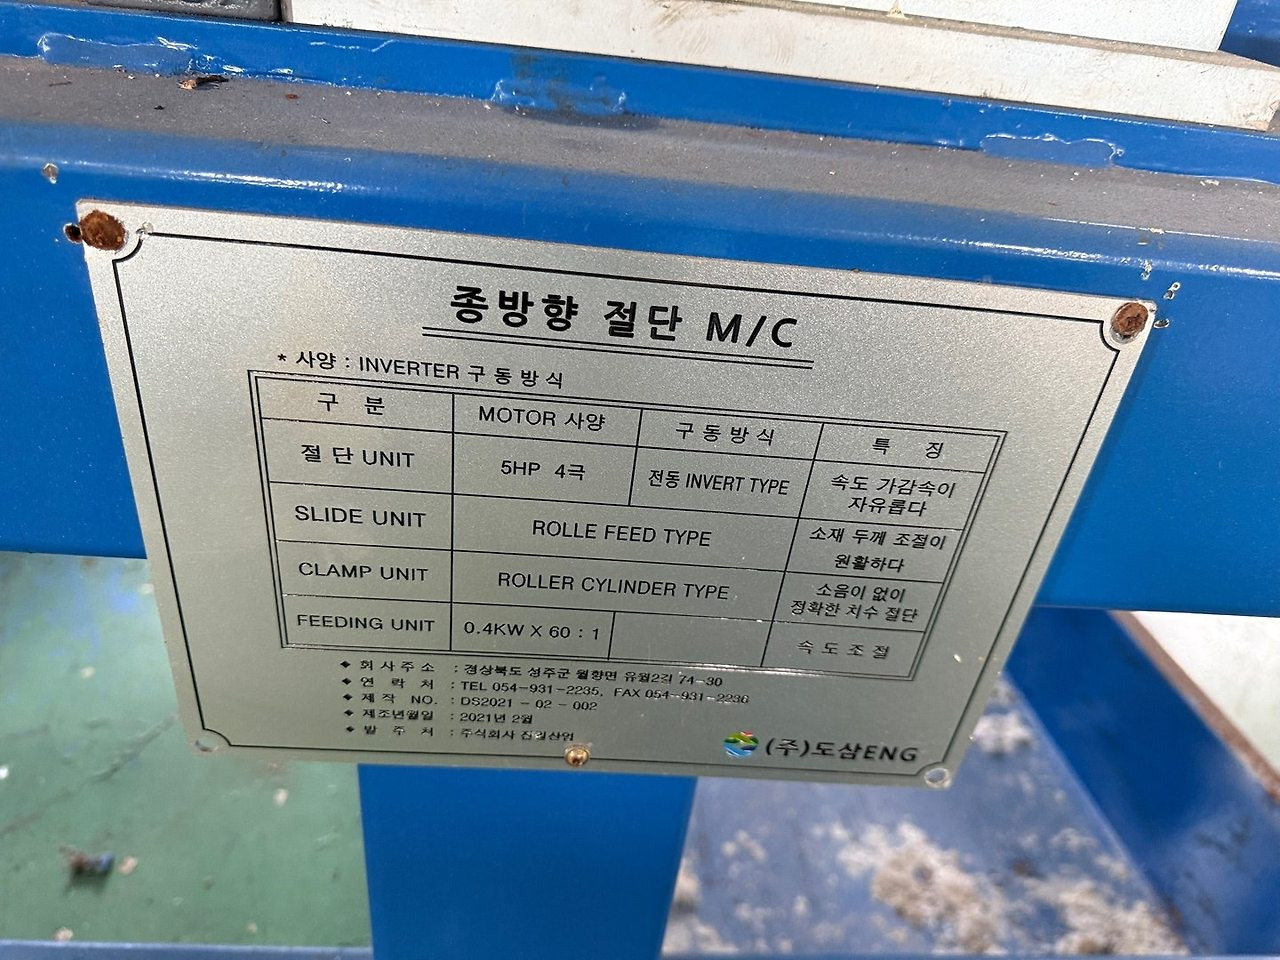 종방향 절단 M/C
* 사양 : INVERTER 구동방식
구 분 MOTOR 사양 구동방식 특 징
절단 UNIT 5HP 4극 전동 INVERT TYPE 속도 가감속이
자유롭다
SLIDE UNIT ROLLE FEED TYPE 소재 두께 조절이
원활하다
CLAMP UNIT ROLLER CYLINDER TYPE 소음이 없이
정확한 치수 절단
FEEDING UNIT 0.4KW X 60 : 1 속도조절
◆ 회사주소 : 경상북도 성주군 월항면 유월2길 74-30
◆ 연 락 처 : TEL 054-931-2235, FAX 054-931-2236
◆ 제 작 NO. : DS2021 - 02 - 002
◆ 제조년월일 : 2021년 2월
◆ 발 주 처 : 주식회사
(주)도삼ENG